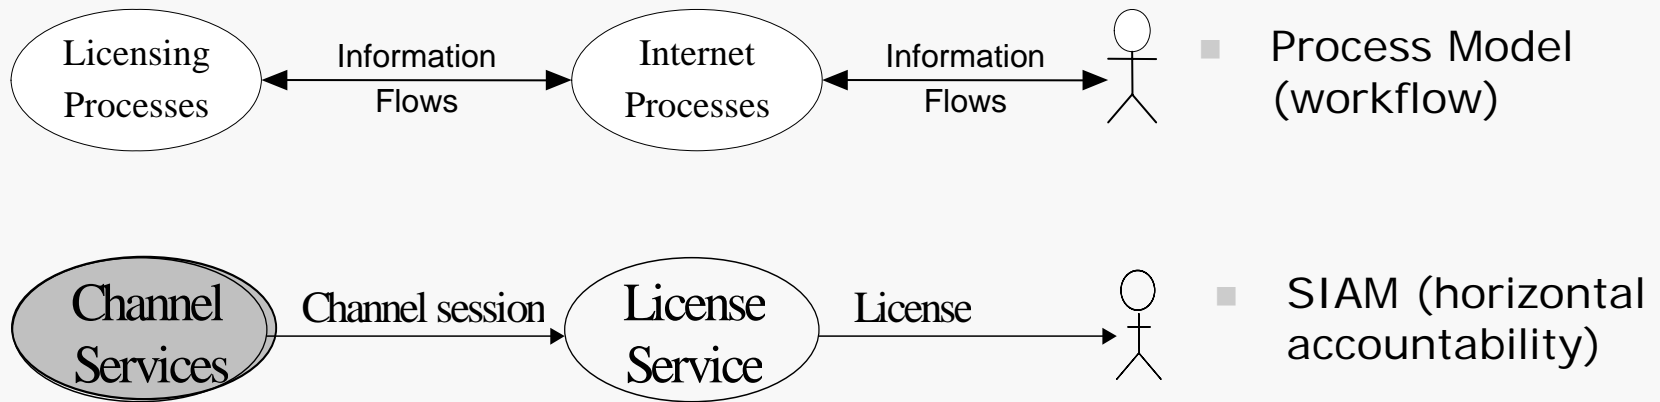 Licensing
Processes
Information
Flows
Internet
Processes
Information
Flows
Process Model
(workflow)
Channel
Services
Channel session
License
Service
License
SIAM (horizontal
accountability)